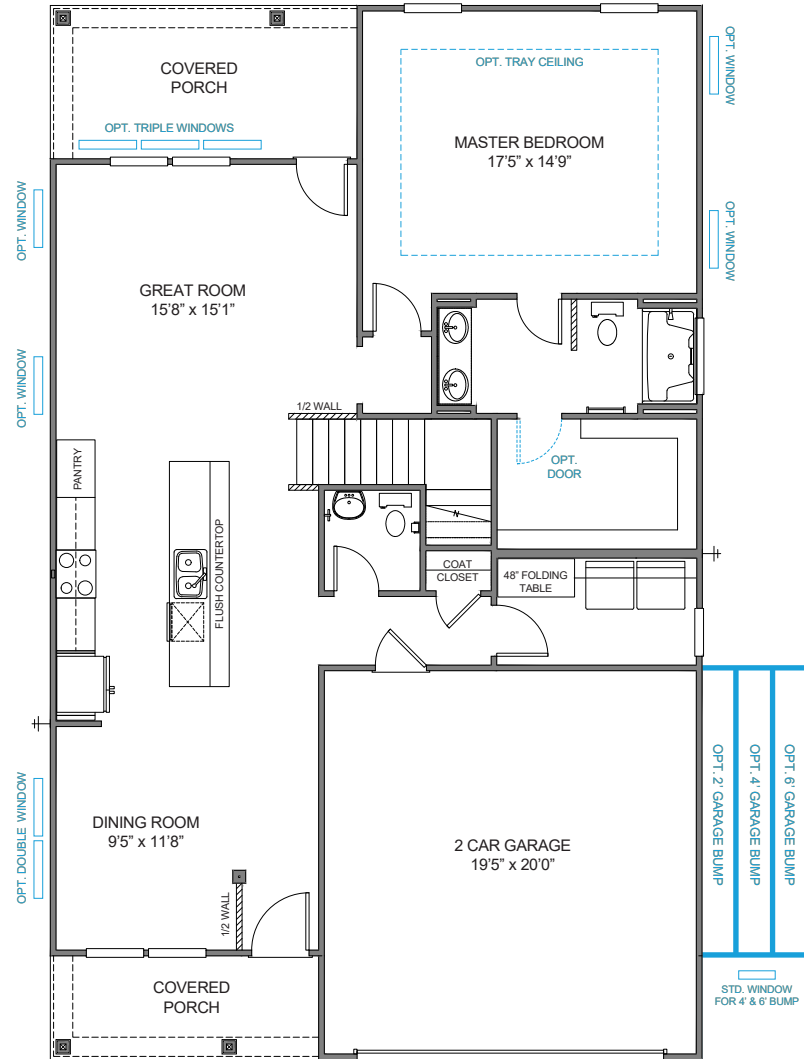 COVERED
PORCH
OPT. TRIPLE WINDOWS
OPT. TRAY CEILING
MASTER BEDROOM
17'5" x 14'9"
OPT. WINDOW
OPT. WINDOW
OPT. WINDOW
OPT. WINDOW
GREAT ROOM
15'8" x 15'1"
1/2 WALL
PANTRY
FLUSH COUNTERTOP
OPT.
DOOR
COAT
CLOSET
48" FOLDING
TABLE
DINING ROOM
9'5" x 11'8"
OPT. DOUBLE WINDOW
1/2 WALL
2 CAR GARAGE
19'5" x 20'0"
OPT. 2' GARAGE BUMP
OPT. 4' GARAGE BUMP
OPT. 6' GARAGE BUMP
STD. WINDOW
FOR 4' & 6' BUMP
COVERED
PORCH